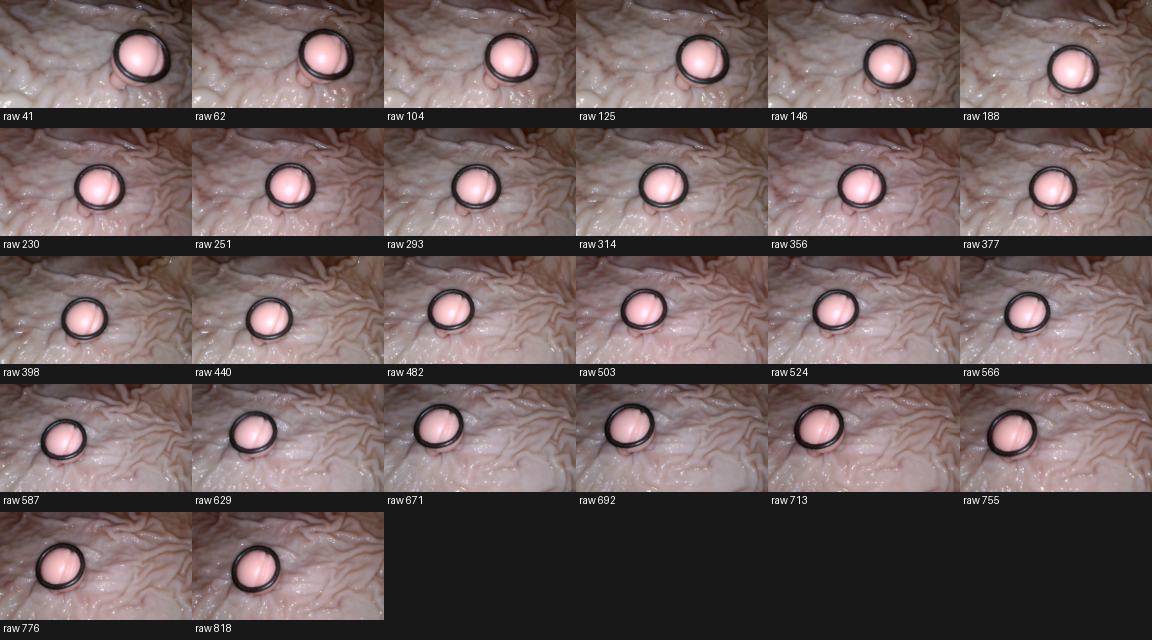 raw 41
raw 62
raw 104
raw 125
raw 146
raw 188
raw 230
raw 251
raw 293
raw 314
raw 356
raw 377
raw 398
raw 440
raw 482
raw 503
raw 524
raw 566
raw 587
raw 629
raw 671
raw 692
raw 713
raw 755
raw 776
raw 818